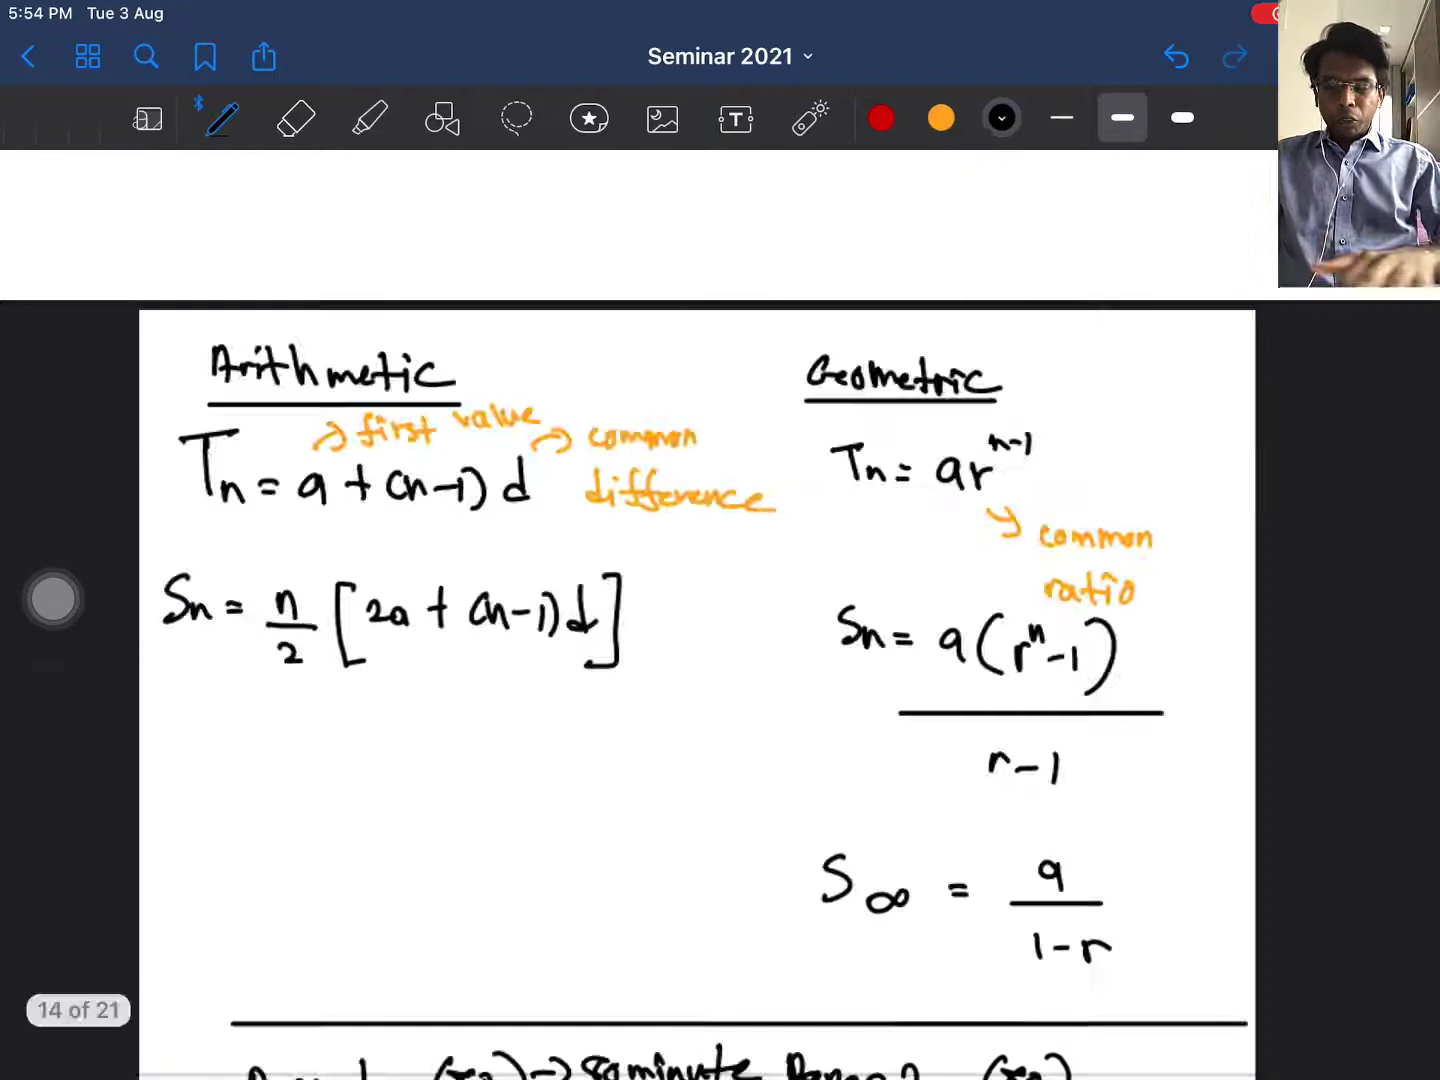 5:54 PM Tue 3 Aug
Seminar 2021
T
Arithmetic
→ first value
→ common difference
Tn = a + (n-1) d
Sn = n/2 [2a + (n-1)d]
Geometric
Tn = ar^n-1
→ common
ratio
Sn = a(r^n-1)
r-1
S∞ = a
1-r
14 of 21